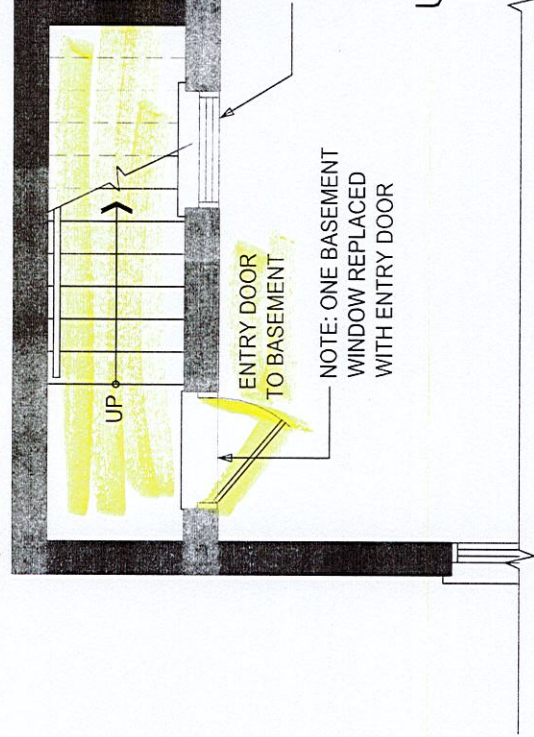 UP
ENTRY DOOR
TO BASEMENT
NOTE: ONE BASEMENT
WINDOW REPLACED
WITH ENTRY DOOR